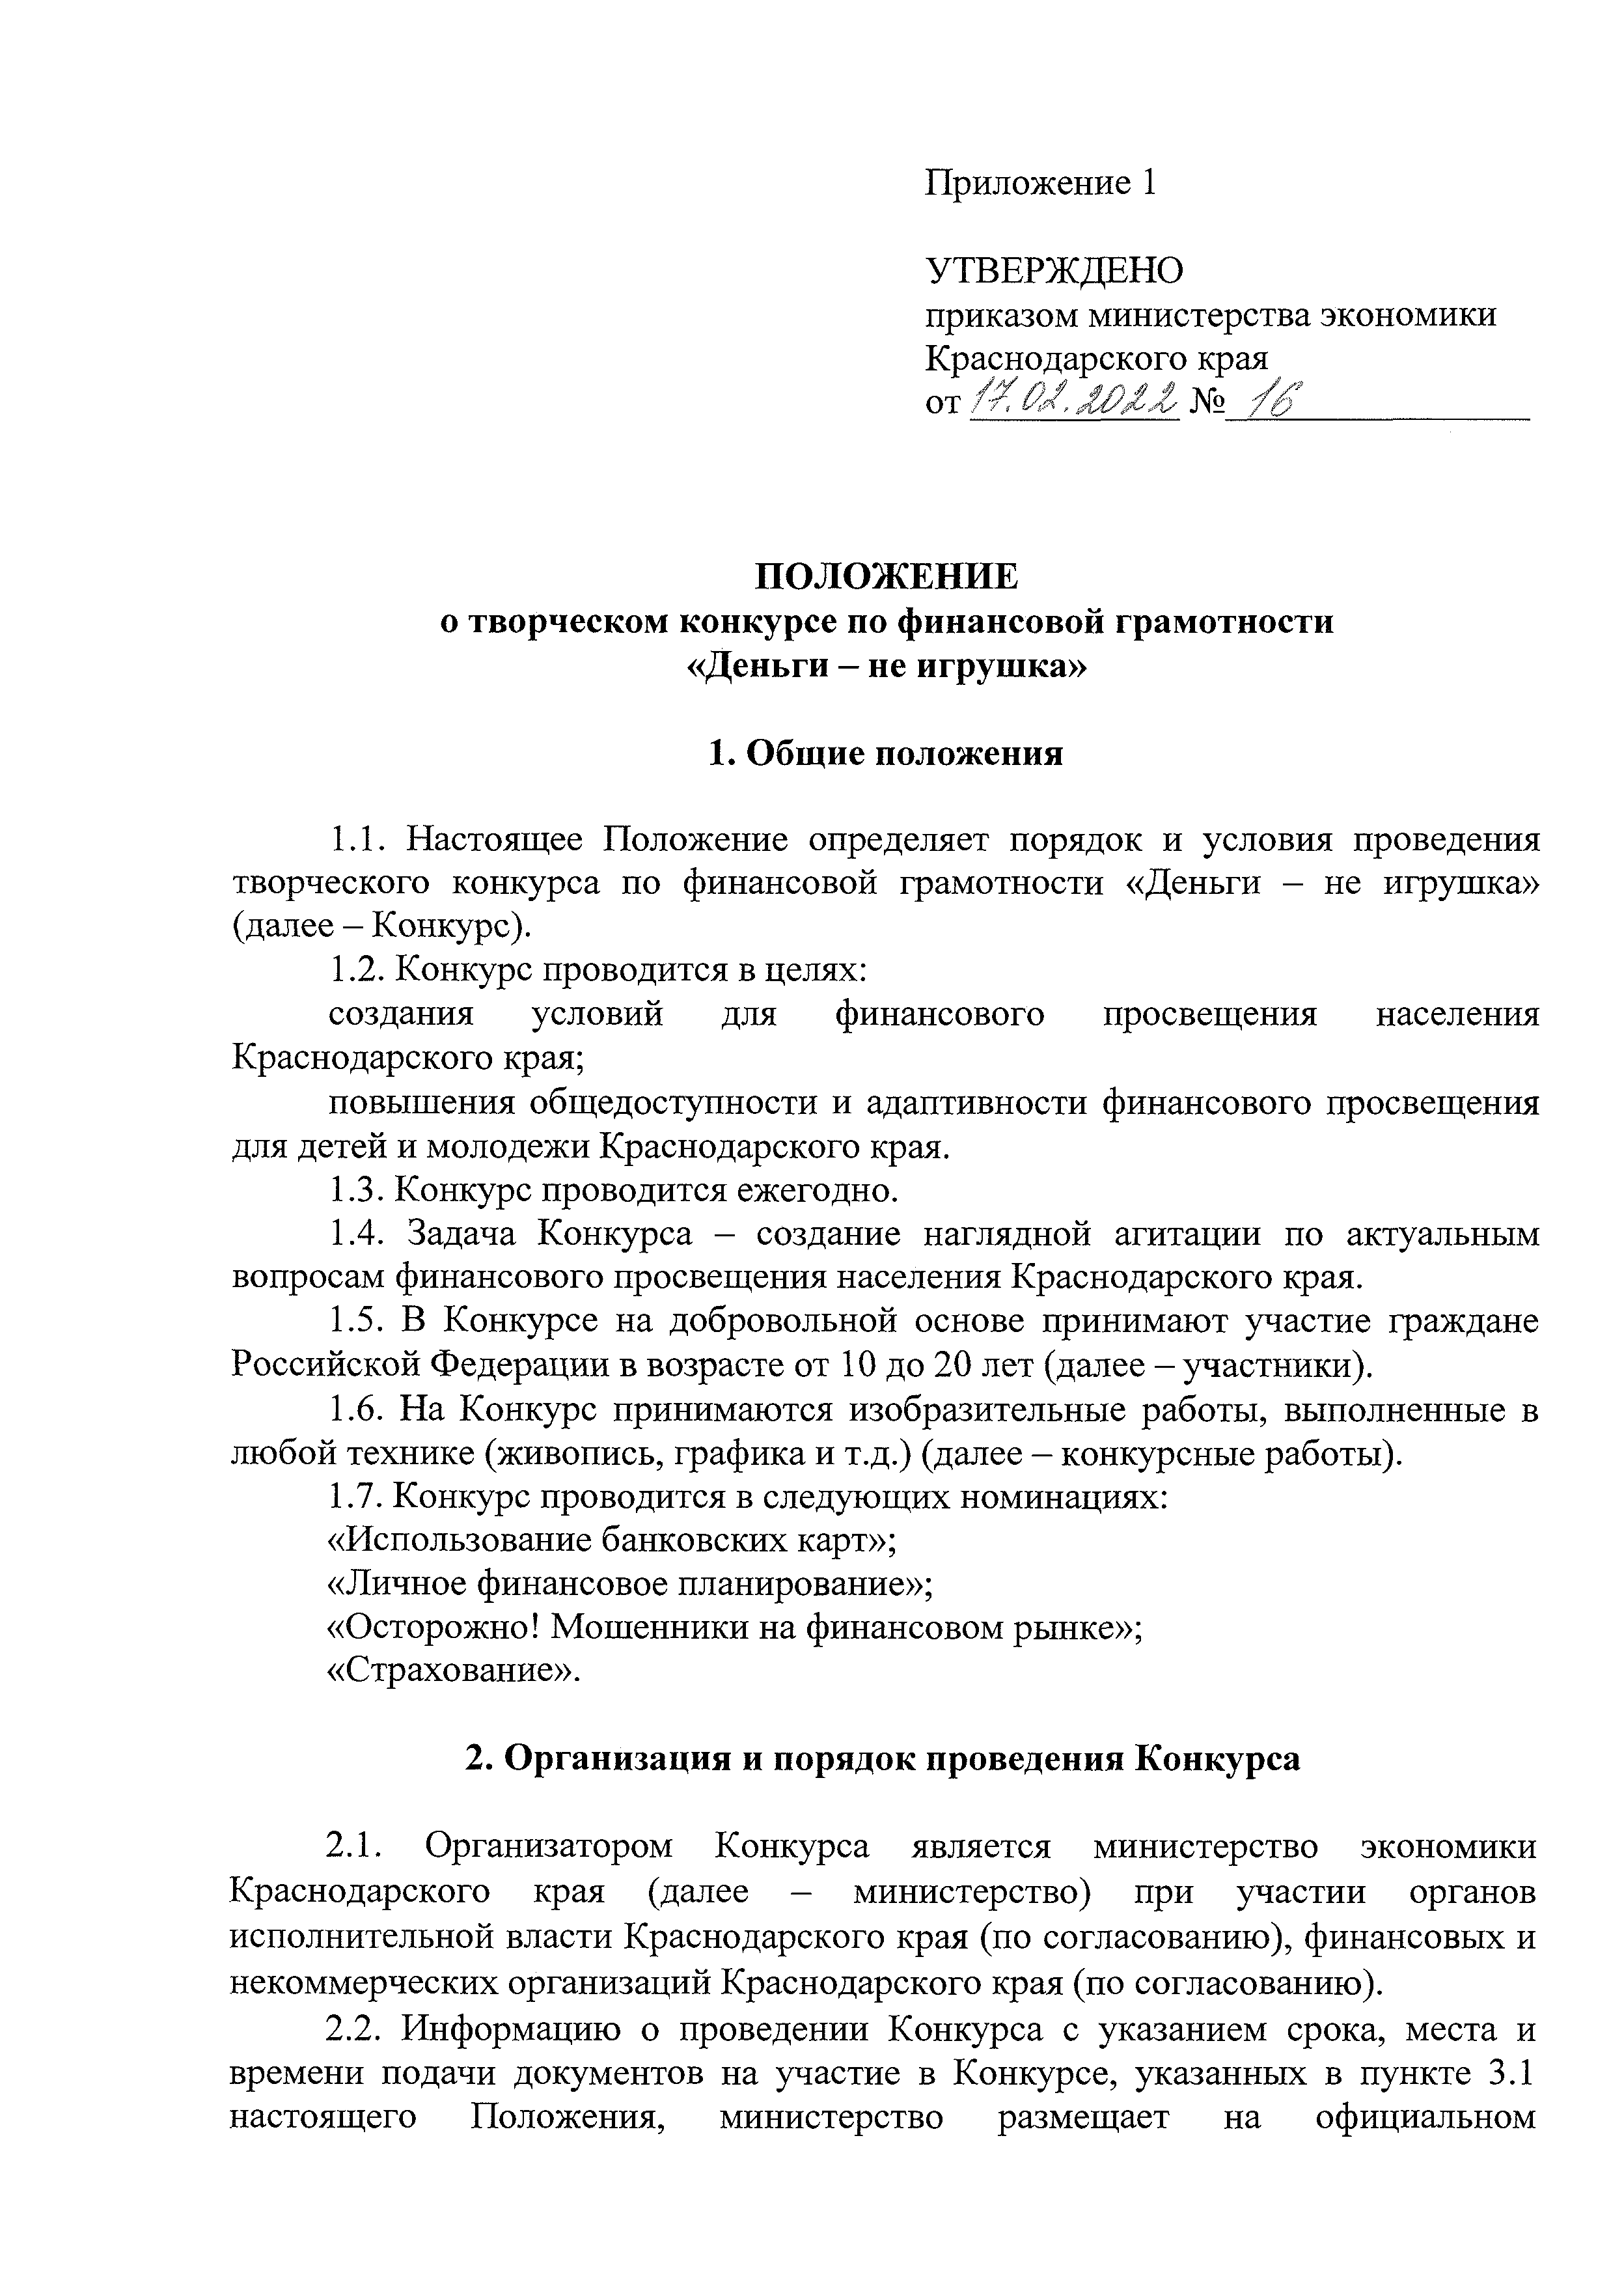 Приложение 1
УТВЕРЖДЕНО
приказом министерства экономики
Краснодарского края
от 17.02.2022 № 16
ПОЛОЖЕНИЕ
о творческом конкурсе по финансовой грамотности
«Деньги – не игрушка»
1. Общие положения
1.1. Настоящее Положение определяет порядок и условия проведения
творческого конкурса по финансовой грамотности «Деньги – не игрушка»
(далее – Конкурс).
1.2. Конкурс проводится в целях:
создания условий для финансового просвещения населения
Краснодарского края;
повышения общедоступности и адаптивности финансового просвещения
для детей и молодежи Краснодарского края.
1.3. Конкурс проводится ежегодно.
1.4. Задача Конкурса – создание наглядной агитации по актуальным
вопросам финансового просвещения населения Краснодарского края.
1.5. В Конкурсе на добровольной основе принимают участие граждане
Российской Федерации в возрасте от 10 до 20 лет (далее – участники).
1.6. На Конкурс принимаются изобразительные работы, выполненные в
любой технике (живопись, графика и т.д.) (далее – конкурсные работы).
1.7. Конкурс проводится в следующих номинациях:
«Использование банковских карт»;
«Личное финансовое планирование»;
«Осторожно! Мошенники на финансовом рынке»;
«Страхование».
2. Организация и порядок проведения Конкурса
2.1. Организатором Конкурса является министерство экономики
Краснодарского края (далее – министерство) при участии органов
исполнительной власти Краснодарского края (по согласованию), финансовых и
некоммерческих организаций Краснодарского края (по согласованию).
2.2. Информацию о проведении Конкурса с указанием срока, места и
времени подачи документов на участие в Конкурсе, указанных в пункте 3.1
настоящего Положения, министерство размещает на официальном